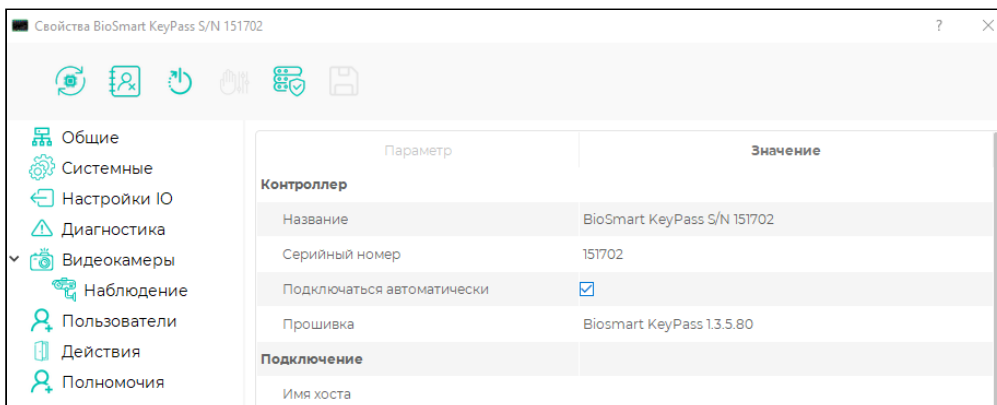 Свойства BioSmart KeyPass S/N 151702
Общие
Системные
Настройки IO
Диагностика
Видеокамеры
Наблюдение
Пользователи
Действия
Полномочия
Параметр Значение
Контроллер
Название BioSmart KeyPass S/N 151702
Серийный номер 151702
Подключаться автоматически
Прошивка Biosmart KeyPass 1.3.5.80
Подключение
Имя хоста